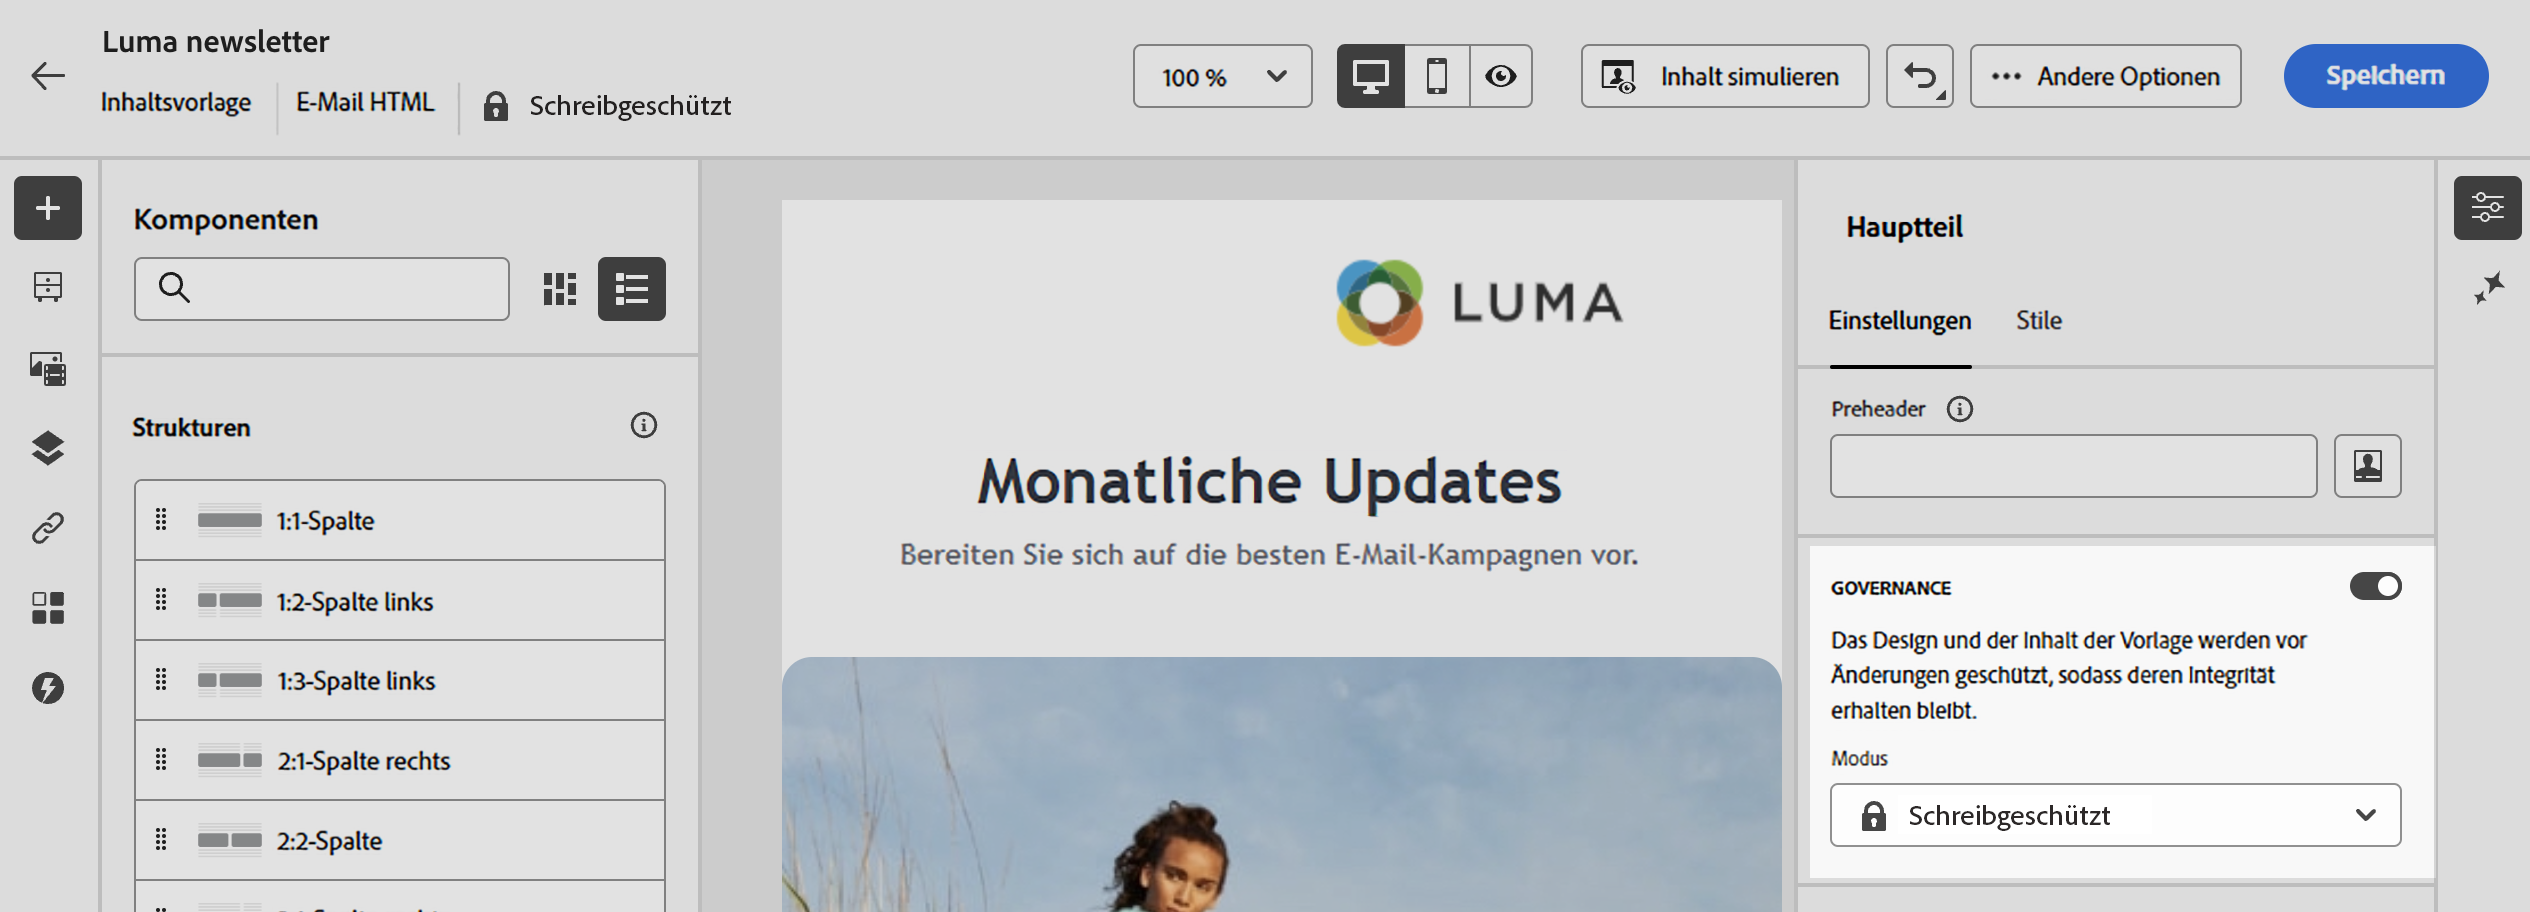 Luma newsletter
Inhaltsvorlage
E-Mail HTML
Schreibgeschützt
100 %
Inhalt simulieren
Andere Optionen
Speichern
Komponenten
Strukturen
1:1-Spalte
1:2-Spalte links
1:3-Spalte links
2:1-Spalte rechts
2:2-Spalte
LUMA
Monatliche Updates
Bereiten Sie sich auf die besten E-Mail-Kampagnen vor.
Hauptteil
Einstellungen
Stile
Preheader
GOVERNANCE
Das Design und der Inhalt der Vorlage werden vor
Änderungen geschützt, sodass deren Integrität
erhalten bleibt.
Modus
Schreibgeschützt